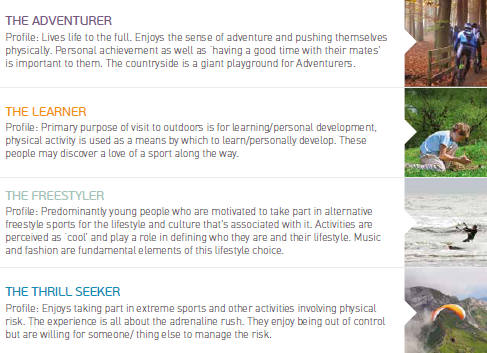 THE ADVENTURER
Profile: Lives life to the full. Enjoys the sense of adventure and pushing themselves
physically. Personal achievement as well as `having a good time with their mates'
is important to them. The countryside is a giant playground for Adventurers.
THE LEARNER
Profile: Primary purpose of visit to outdoors is for learning/personal development,
physical activity is used as a means by which to learn/personally develop. These
people may discover a love of a sport along the way.
THE FREESTYLER
Profile: Predominantly young people who are motivated to take part in alternative
freestyle sports for the lifestyle and culture that's associated with it. Activities are
perceived as `cool' and play a role in defining who they are and their lifestyle. Music
and fashion are fundamental elements of this lifestyle choice.
THE THRILL SEEKER
Profile: Enjoys taking part in extreme sports and other activities involving physical
risk. The experience is all about the adrenaline rush. They enjoy being out of control
but are willing for someone/ thing else to manage the risk.